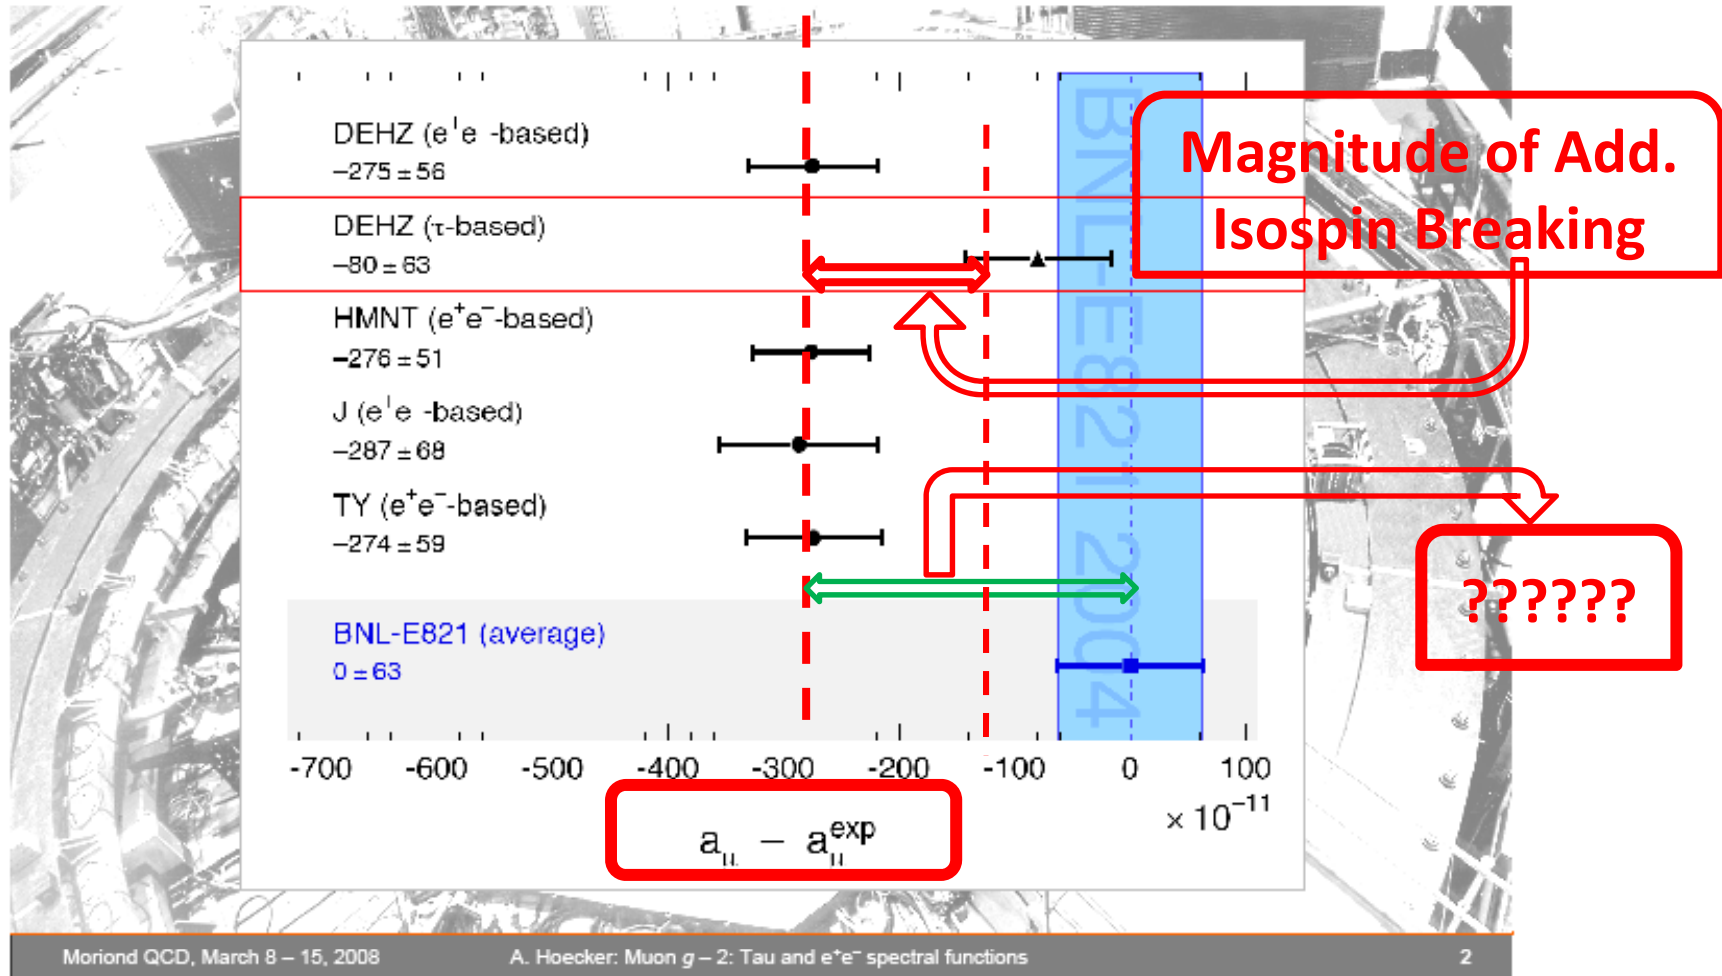 DEHZ (e⁺e -based)
−275 ± 56
DEHZ (τ-based)
−80 ± 63
HMNT (e⁺e⁻-based)
−276 ± 51
J (e⁺e -based)
−287 ± 68
TY (e⁺e⁻-based)
−274 ± 59
BNL-E821 (average)
0 ± 63
BNL-E821 2004
Magnitude of Add.
Isospin Breaking
??????
-700 -600 -500 -400 -300 -200 -100 0 100
× 10⁻¹¹
aμ − aμexp
Moriond QCD, March 8 – 15, 2008 A. Hoecker: Muon g – 2: Tau and e⁺e⁻ spectral functions 2